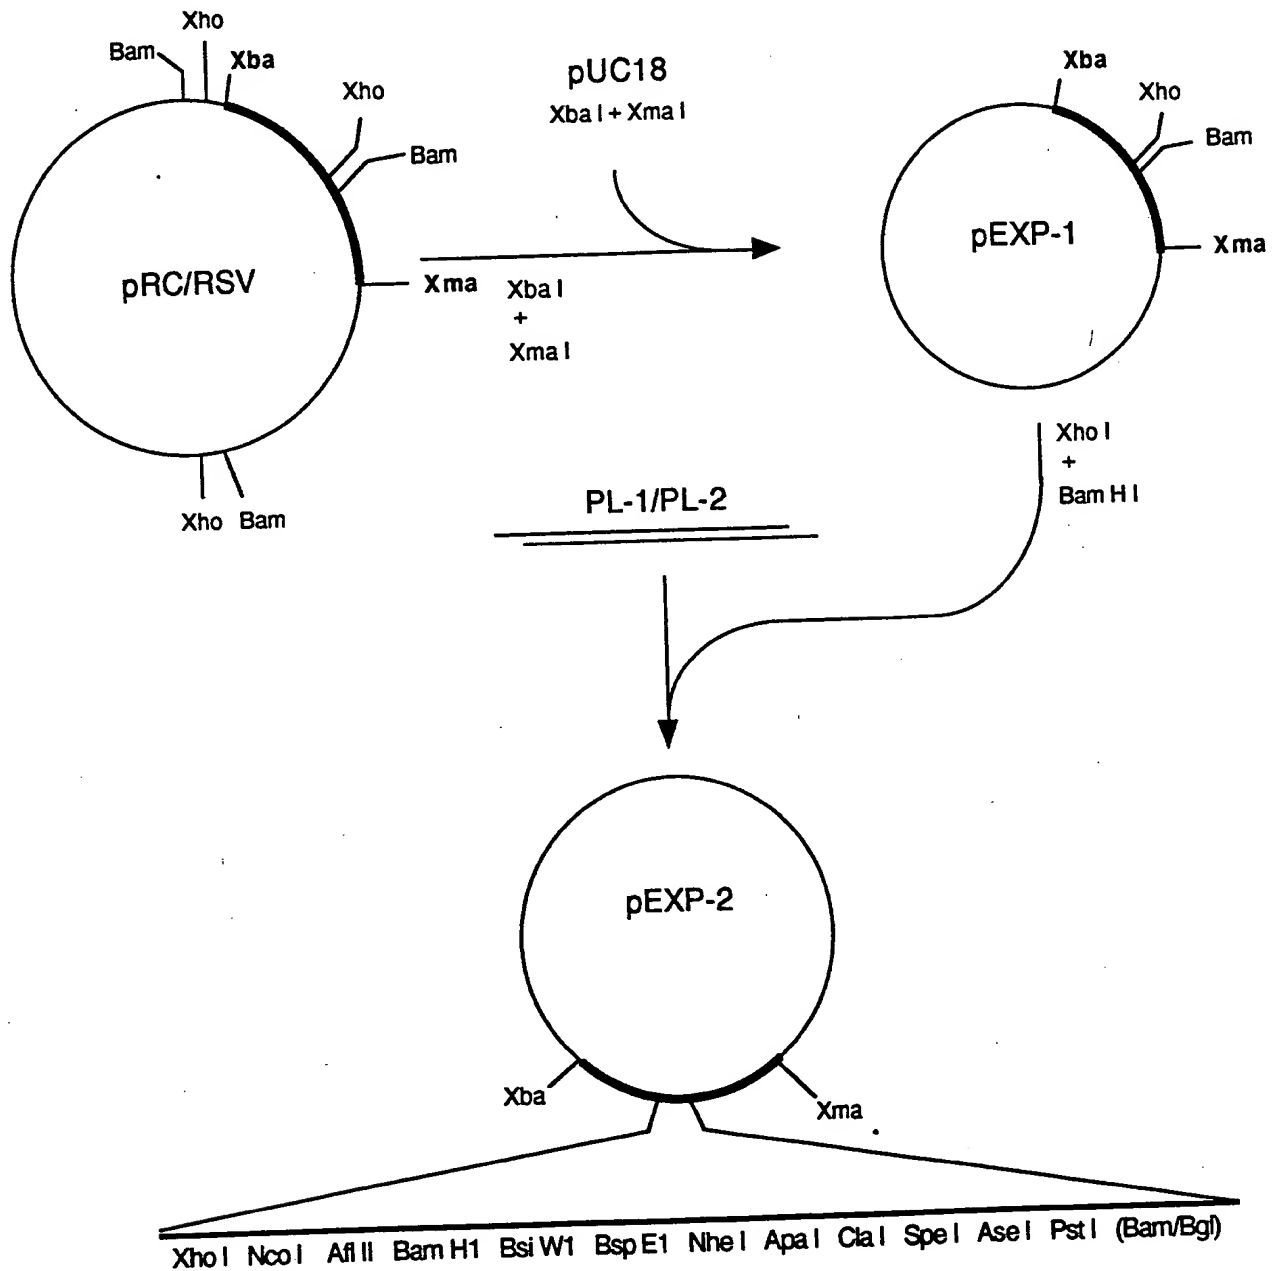 Xho
Bam
Xba
Xho
Bam
pRC/RSV
Xma
Xho Bam
pUC18
Xba I + Xma I
Xba I
+
Xma I
Xba
Xho
Bam
pEXP-1
Xma
Xho I
+
Bam H I
PL-1/PL-2
pEXP-2
Xba
Xma
Xho I Nco I Afl II Bam H1 Bsi W1 Bsp E1 Nhe I Apa I Cla I Spe I Ase I Pst I (Bam/Bgl)